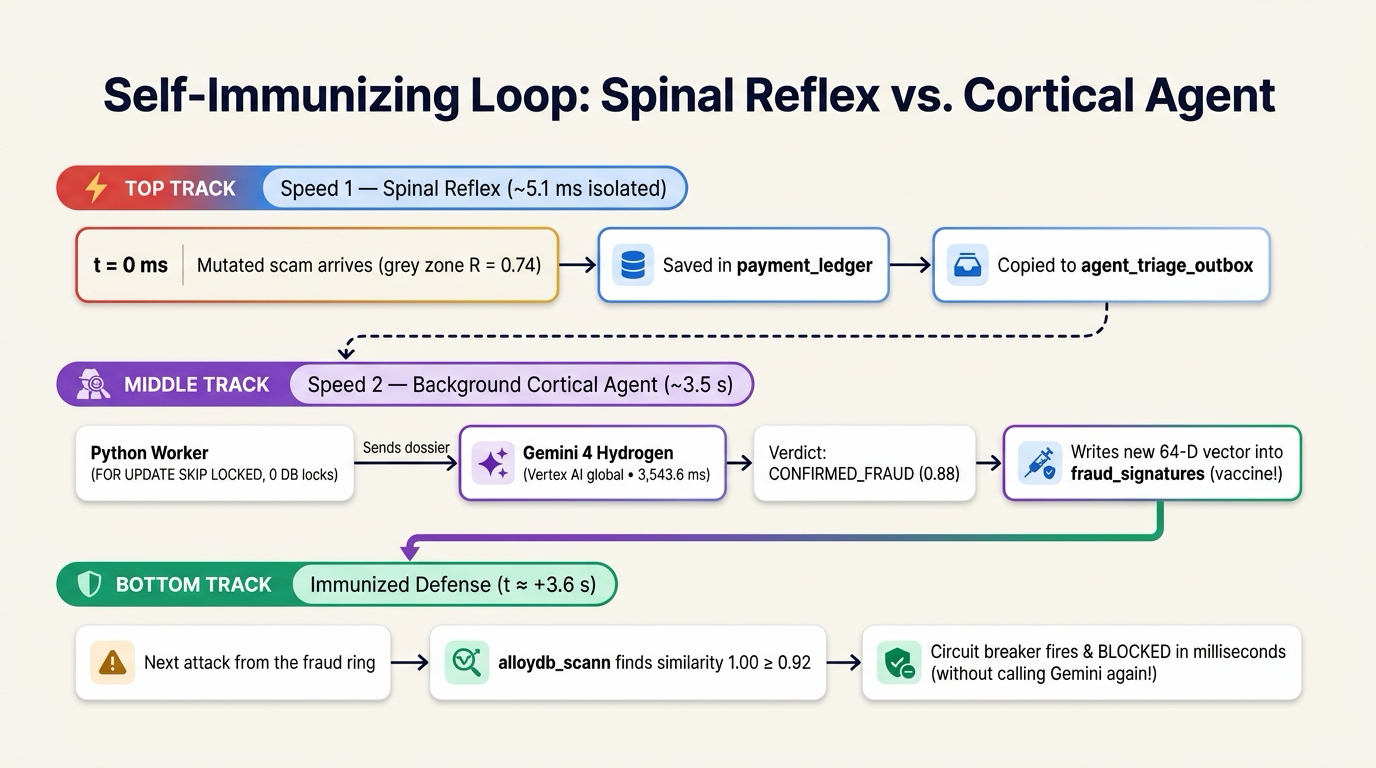 Self-Immunizing Loop: Spinal Reflex vs. Cortical Agent
TOP TRACK
Speed 1 — Spinal Reflex (~5.1 ms isolated)
t = 0 ms
Mutated scam arrives (grey zone R = 0.74)
Saved in payment_ledger
Copied to agent_triage_outbox
MIDDLE TRACK
Speed 2 — Background Cortical Agent (~3.5 s)
Python Worker
(FOR UPDATE SKIP LOCKED, 0 DB locks)
Sends dossier
Gemini 4 Hydrogen
(Vertex AI global • 3,543.6 ms)
Verdict:
CONFIRMED_FRAUD (0.88)
Writes new 64-D vector into
fraud_signatures (vaccine!)
BOTTOM TRACK
Immunized Defense (t ≈ +3.6 s)
Next attack from the fraud ring
alloydb_scann finds similarity 1.00 ≥ 0.92
Circuit breaker fires & BLOCKED in milliseconds
(without calling Gemini again!)